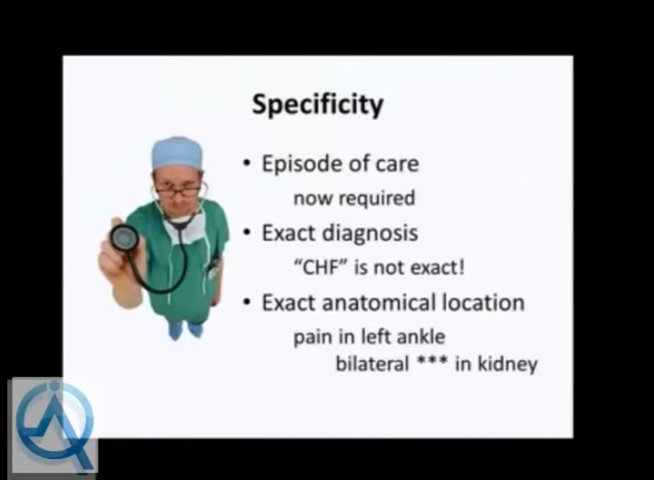 Specificity
• Episode of care
now required
• Exact diagnosis
“CHF” is not exact!
• Exact anatomical location
pain in left ankle
bilateral *** in kidney